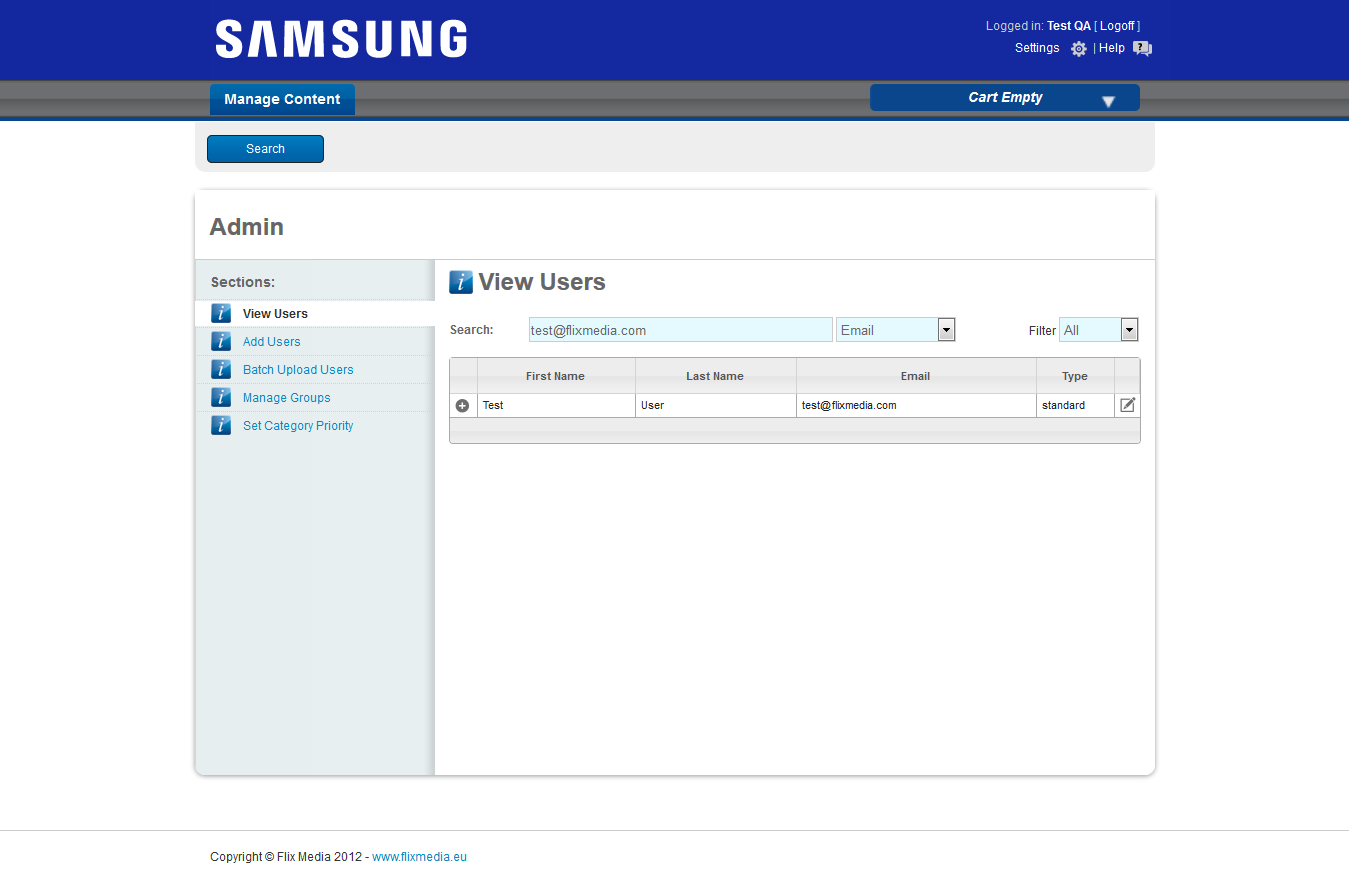 SAMSUNG
Logged in: Test QA [ Logoff ]
Settings | Help
Manage Content
Cart Empty
Search
Admin
Sections:
View Users
Add Users
Batch Upload Users
Manage Groups
Set Category Priority
View Users
Search: test@flixmedia.com Email Filter All
First Name Last Name Email Type
Test User test@flixmedia.com standard
Copyright © Flix Media 2012 - www.flixmedia.eu